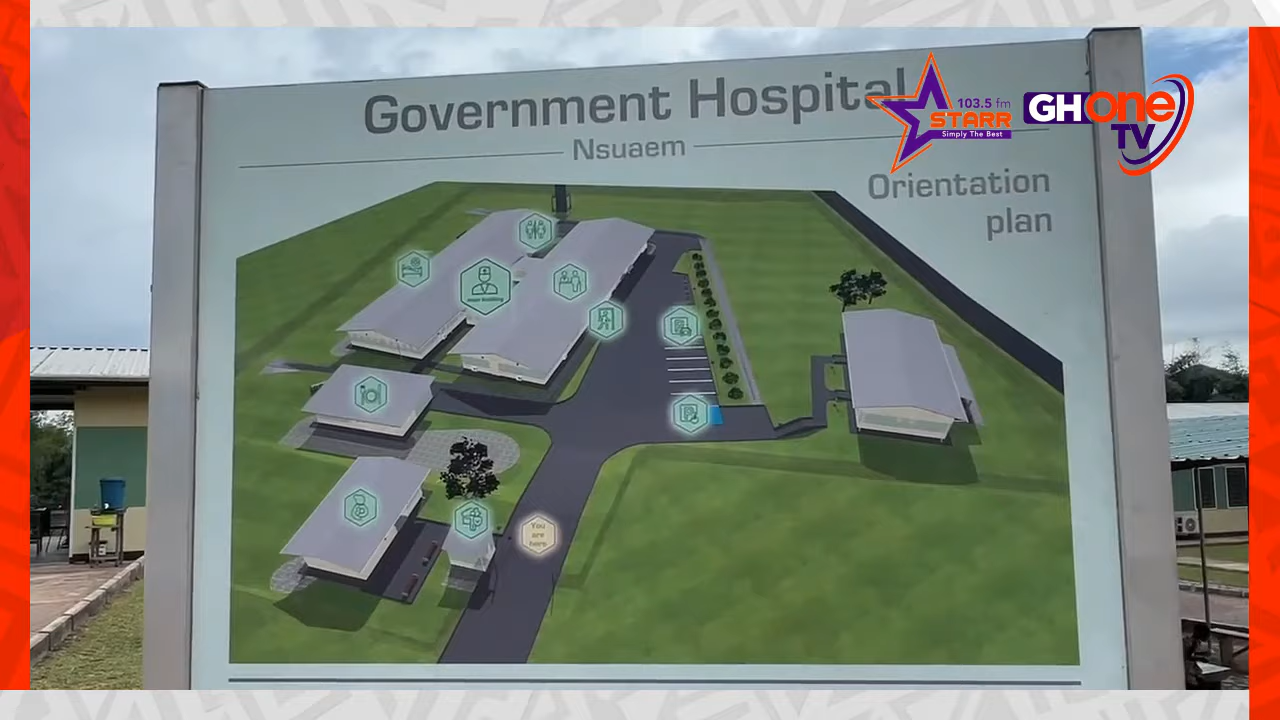 Government Hospital
Nsuaem
Orientation
plan
103.5 fm
STARR
Simply The Best
GHOne
TV
Main Building
You
are
here